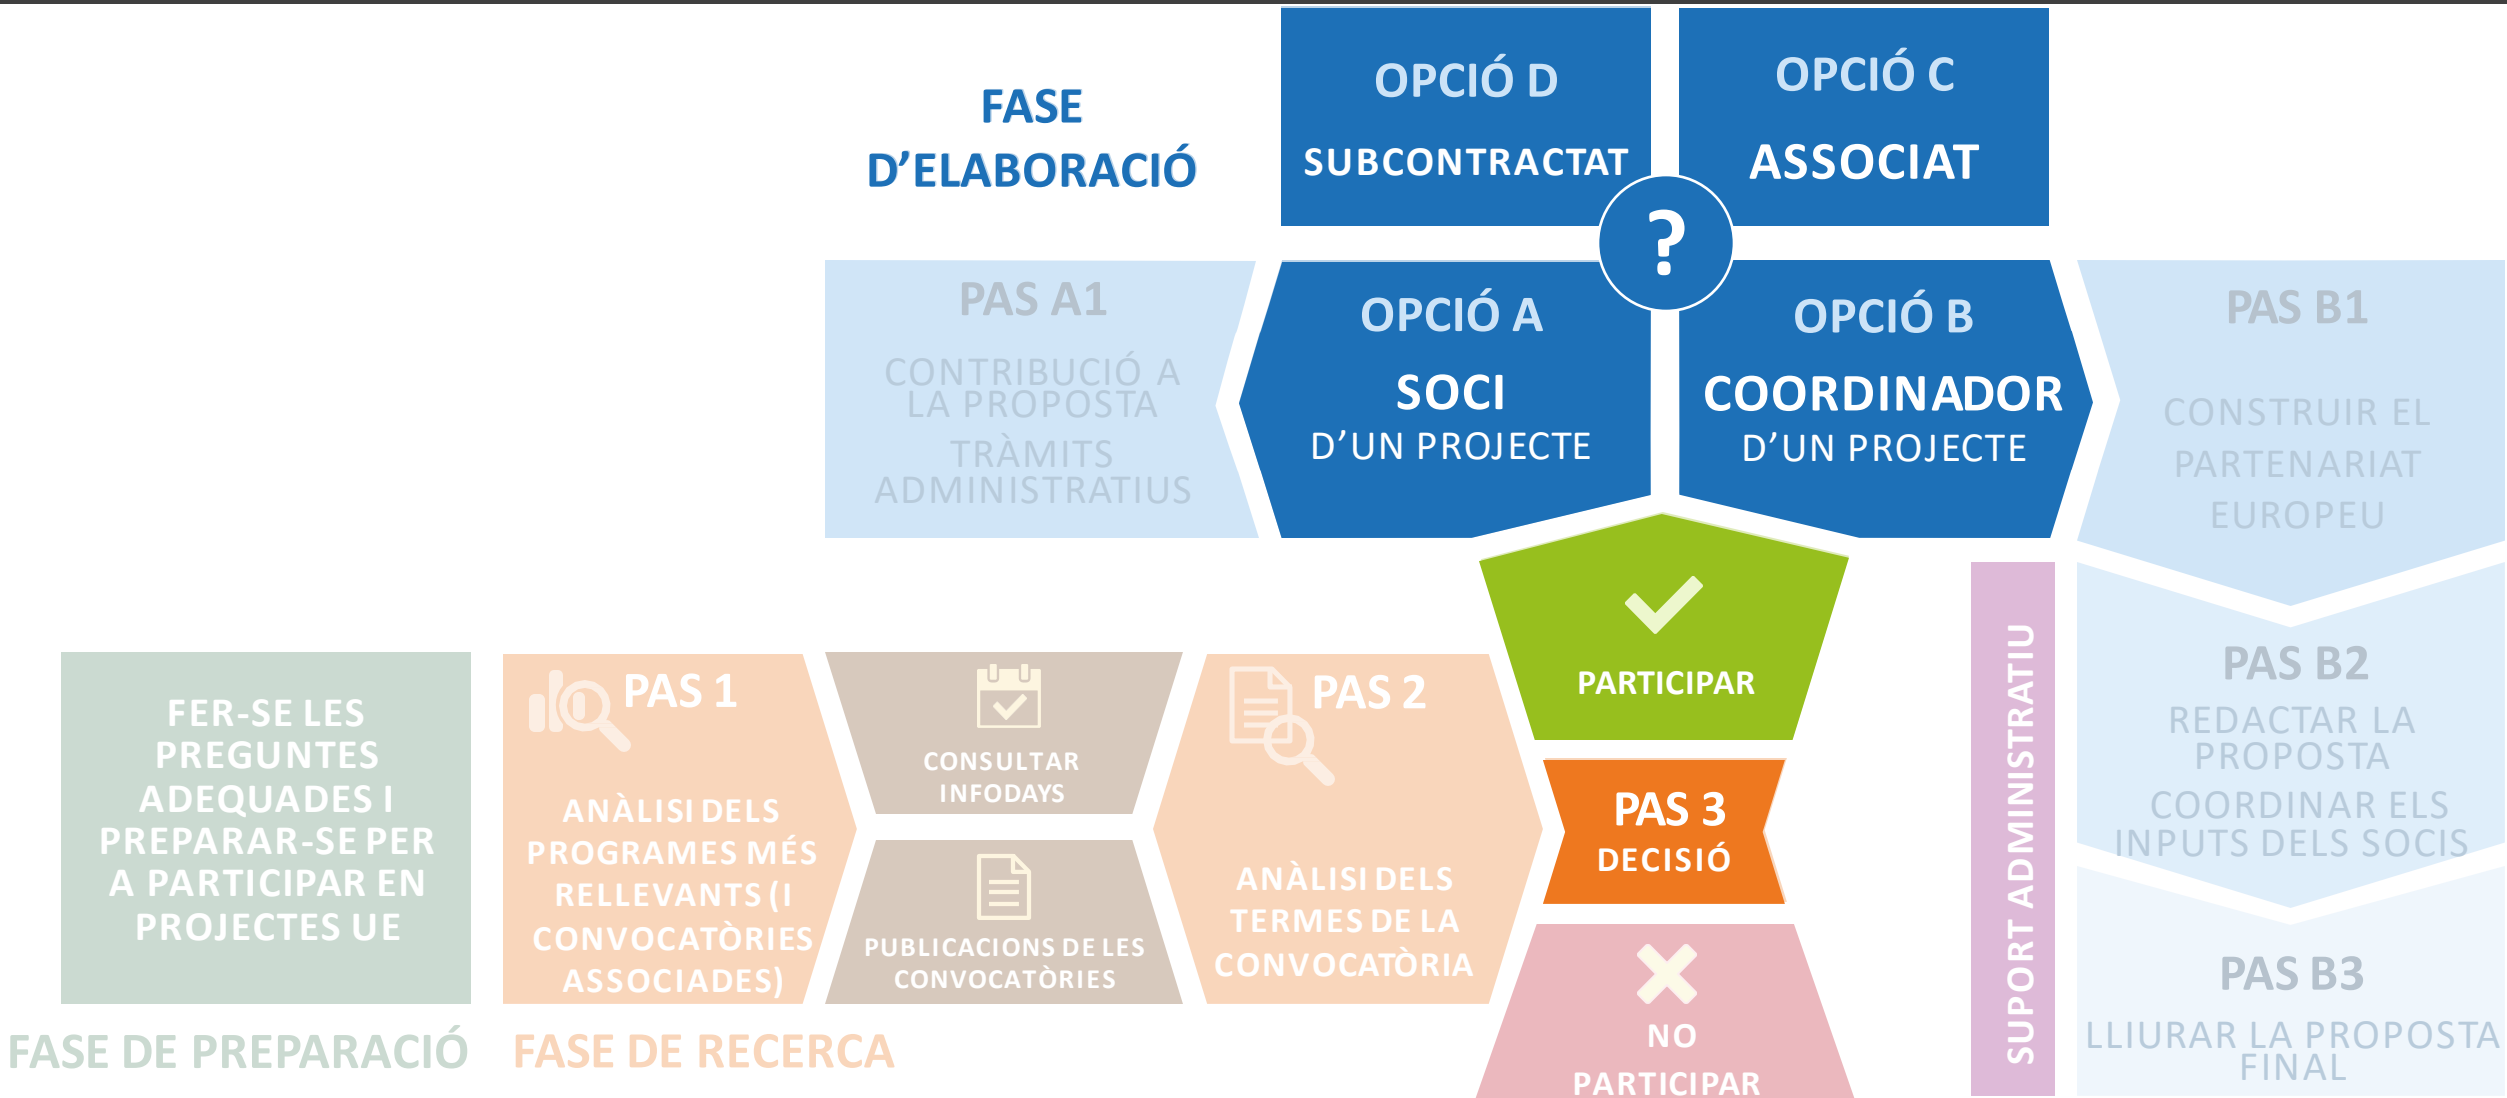 FASE
D’ELABORACIÓ
OPCIÓ D
SUBCONTRACTAT
OPCIÓ C
ASSOCIAT
?
PAS A1
CONTRIBUCIÓ A
LA PROPOSTA
TRÀMITS
ADMINISTRATIUS
OPCIÓ A
SOCI
D’UN PROJECTE
OPCIÓ B
COORDINADOR
D’UN PROJECTE
PAS B1
CONSTRUIR EL
PARTENARIAT
EUROPEU
PARTICIPAR
SUPORT ADMINISTRATIU
PAS B2
REDACTAR LA
PROPOSTA
COORDINAR ELS
INPUTS DELS SOCIS
FER-SE LES
PREGUNTES
ADEQUADES I
PREPARAR-SE PER
A PARTICIPAR EN
PROJECTES UE
PAS 1
ANÀLISI DELS
PROGRAMES MÉS
RELLEVANTS (I
CONVOCATÒRIES
ASSOCIADES)
CONSULTAR
INFODAYS
PUBLICACIONS DE LES
CONVOCATÒRIES
PAS 2
ANÀLISI DELS
TERMES DE LA
CONVOCATÒRIA
PAS 3
DECISIÓ
NO
PARTICIPAR
PAS B3
LLIURAR LA PROPOSTA
FINAL
FASE DE PREPARACIÓ
FASE DE RECERCA